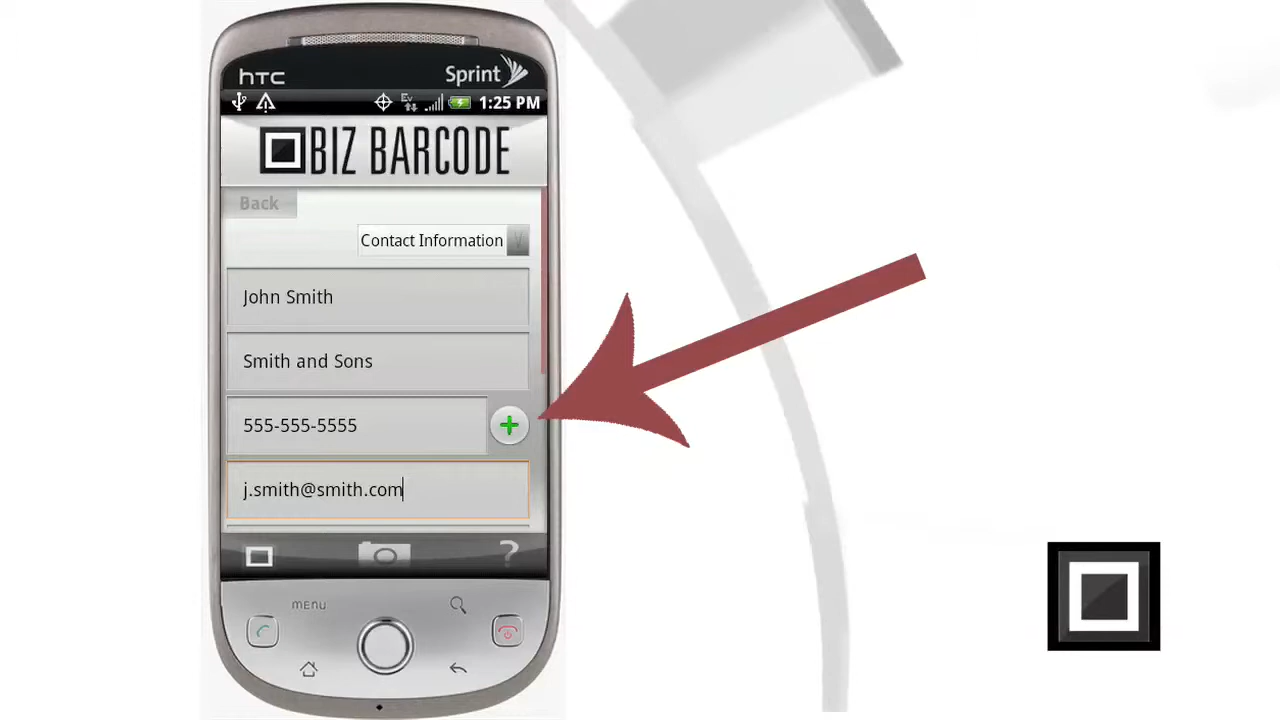 hTC Sprint
Ev 1:25 PM
BIZ BARCODE
Back
Contact Information
John Smith
Smith and Sons
555-555-5555
j.smith@smith.com
?
MENU